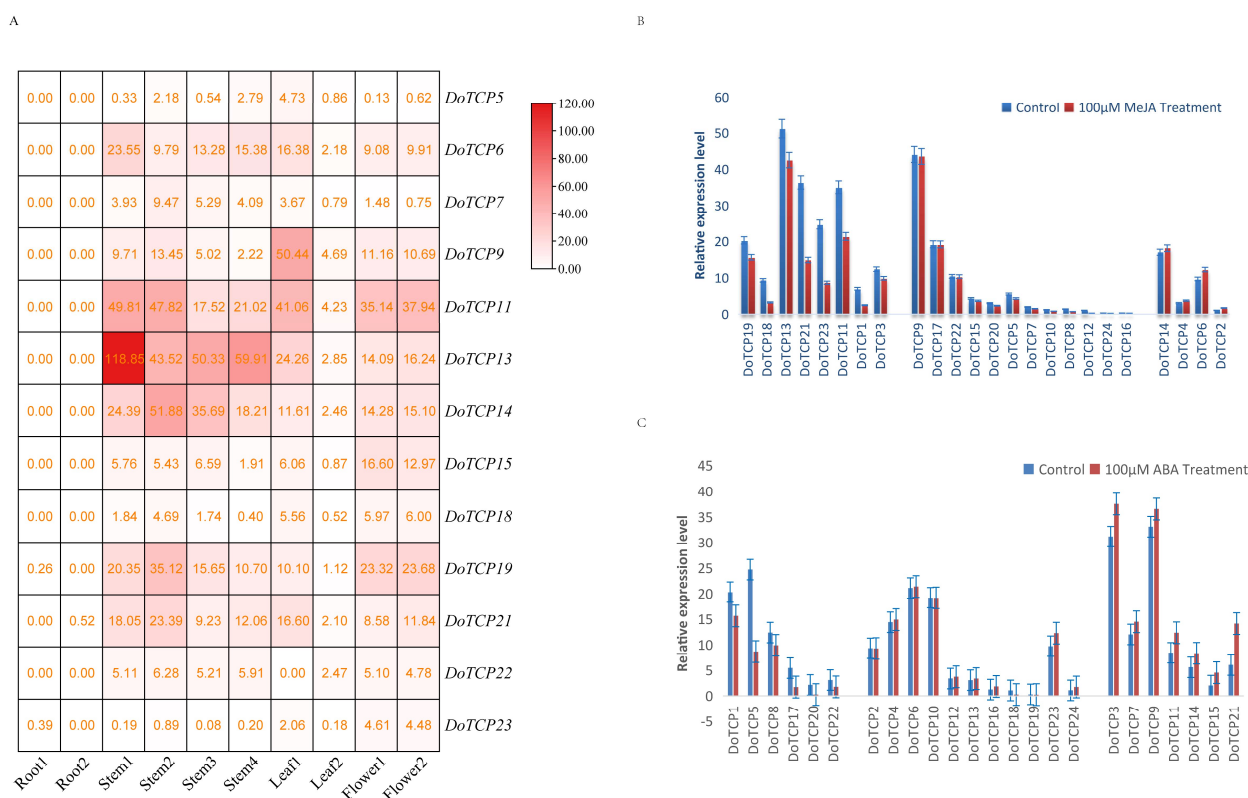 A
0.00 0.00 0.33 2.18 0.54 2.79 4.73 0.86 0.13 0.62 DoTCP5
0.00 0.00 23.55 9.79 13.28 15.38 16.38 2.18 9.08 9.91 DoTCP6
0.00 0.00 3.93 9.47 5.29 4.09 3.67 0.79 1.48 0.75 DoTCP7
0.00 0.00 9.71 13.45 5.02 2.22 50.44 4.69 11.16 10.69 DoTCP9
0.00 0.00 49.81 47.82 17.52 21.02 41.06 4.23 35.14 37.94 DoTCP11
0.00 0.00 118.85 43.52 50.33 59.91 24.26 2.85 14.09 16.24 DoTCP13
0.00 0.00 24.39 51.88 35.69 18.21 11.61 2.46 14.28 15.10 DoTCP14
0.00 0.00 5.76 5.43 6.59 1.91 6.06 0.87 16.60 12.97 DoTCP15
0.00 0.00 1.84 4.69 1.74 0.40 5.56 0.52 5.97 6.00 DoTCP18
0.26 0.00 20.35 35.12 15.65 10.70 10.10 1.12 23.32 23.68 DoTCP19
0.00 0.52 18.05 23.39 9.23 12.06 16.60 2.10 8.58 11.84 DoTCP21
0.00 0.00 5.11 6.28 5.21 5.91 0.00 2.47 5.10 4.78 DoTCP22
0.39 0.00 0.19 0.89 0.08 0.20 2.06 0.18 4.61 4.48 DoTCP23
Root1 Root2 Stem1 Stem2 Stem3 Stem4 Leaf1 Leaf2 Flower1 Flower2
120.00
100.00
80.00
60.00
40.00
20.00
0.00
B
Control 100μM MeJA Treatment
Relative expression level
60
50
40
30
20
10
0
DoTCP19 DoTCP18 DoTCP13 DoTCP21 DoTCP23 DoTCP11 DoTCP1 DoTCP3 DoTCP9 DoTCP17 DoTCP22 DoTCP15 DoTCP20 DoTCP5 DoTCP7 DoTCP10 DoTCP8 DoTCP12 DoTCP24 DoTCP16 DoTCP14 DoTCP4 DoTCP6 DoTCP2
C
Control 100μM ABA Treatment
Relative expression level
45
40
35
30
25
20
15
10
5
0
-5
DoTCP1 DoTCP5 DoTCP8 DoTCP17 DoTCP20 DoTCP22 DoTCP2 DoTCP4 DoTCP6 DoTCP10 DoTCP12 DoTCP13 DoTCP16 DoTCP18 DoTCP19 DoTCP23 DoTCP24 DoTCP3 DoTCP7 DoTCP9 DoTCP11 DoTCP14 DoTCP15 DoTCP21